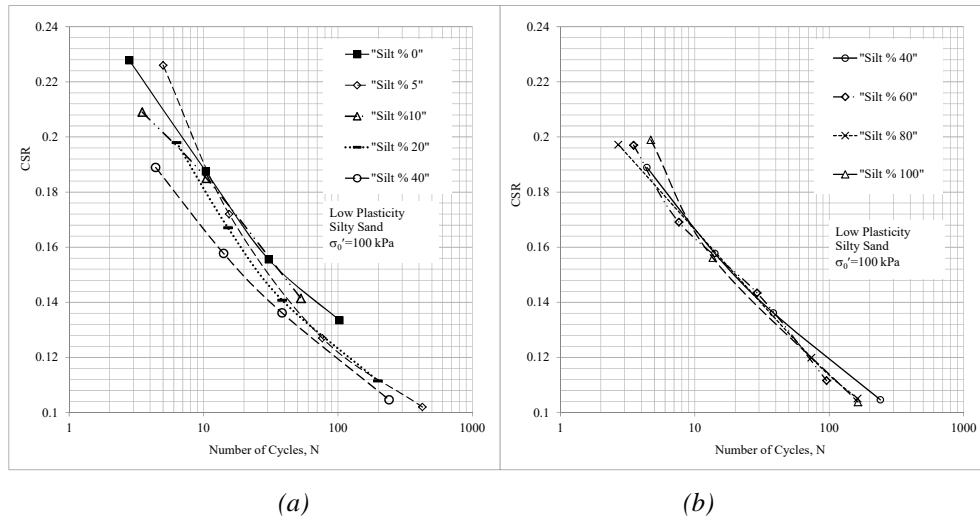 0.24
0.22
0.2
0.18
0.16
0.14
0.12
0.1
CSR
1
10
100
1000
Number of Cycles, N
"Silt % 0"
"Silt % 5"
"Silt %10"
"Silt % 20"
"Silt % 40"
Low Plasticity
Silty Sand
σ₀'=100 kPa
(a)
0.24
0.22
0.2
0.18
0.16
0.14
0.12
0.1
CSR
1
10
100
1000
Number of Cycles, N
"Silt % 40"
"Silt % 60"
"Silt % 80"
"Silt % 100"
Low Plasticity
Silty Sand
σ₀'=100 kPa
(b)